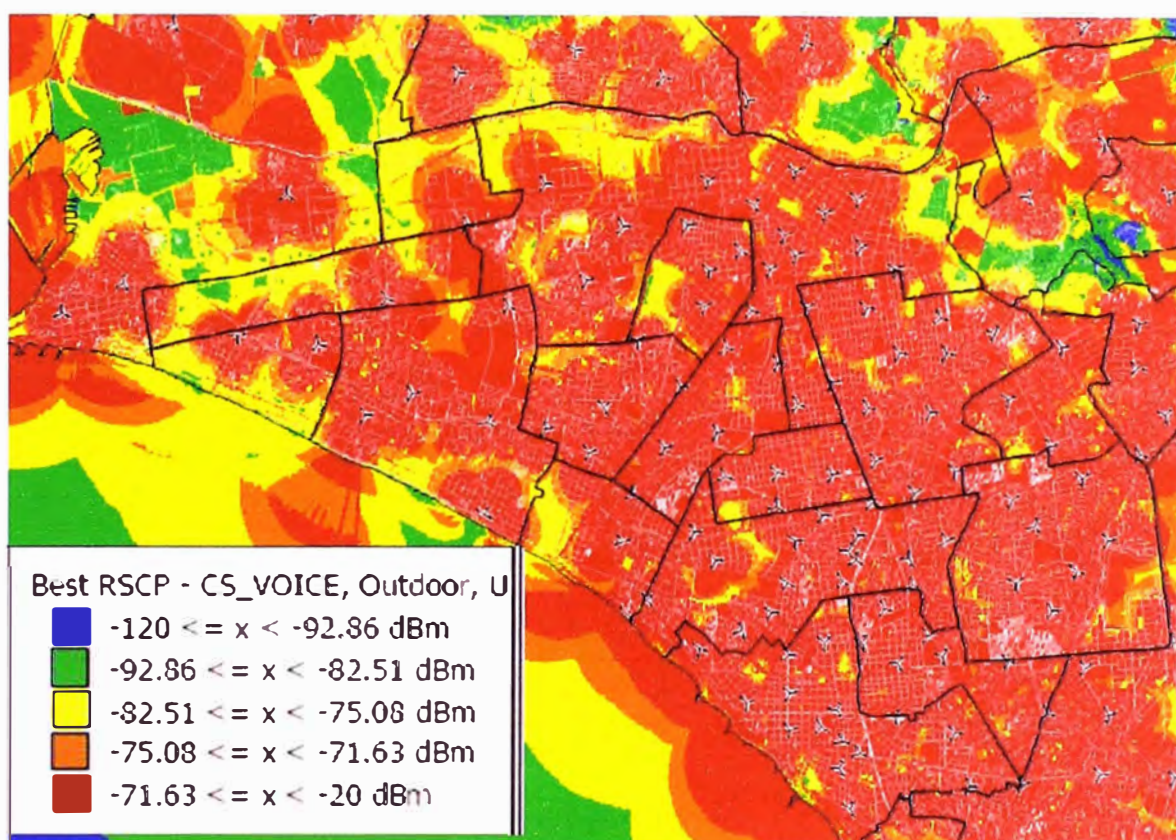 Best RSCP - CS_VOICE, Outdoor, U
-120 <= x < -92.86 dBm
-92.86 <= x < -82.51 dBm
-82.51 <= x < -75.08 dBm
-75.08 <= x < -71.63 dBm
-71.63 <= x < -20 dBm